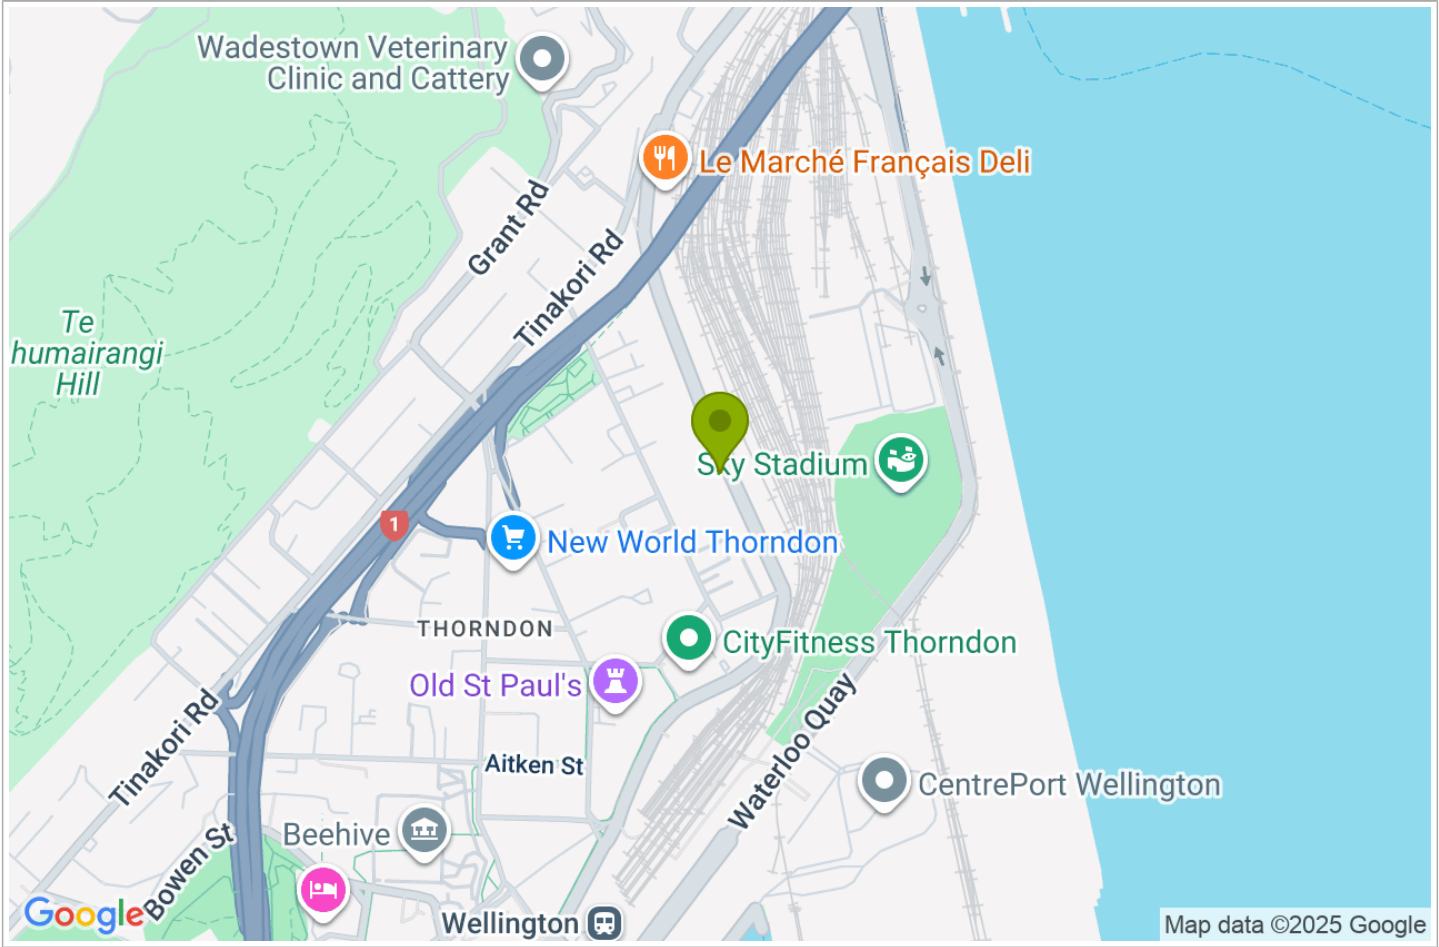 Wadestown Veterinary
Clinic and Cattery
Le Marché Français Deli
Grant Rd
Tinakori Rd
Te
humairangi
Hill
Sky Stadium
1
New World Thorndon
THORNDON
CityFitness Thorndon
Old St Paul's
Tinakori Rd
Aitken St
Waterloo Quay
CentrePort Wellington
Beehive
Bowen St
Google
Wellington
Map data ©2025 Google